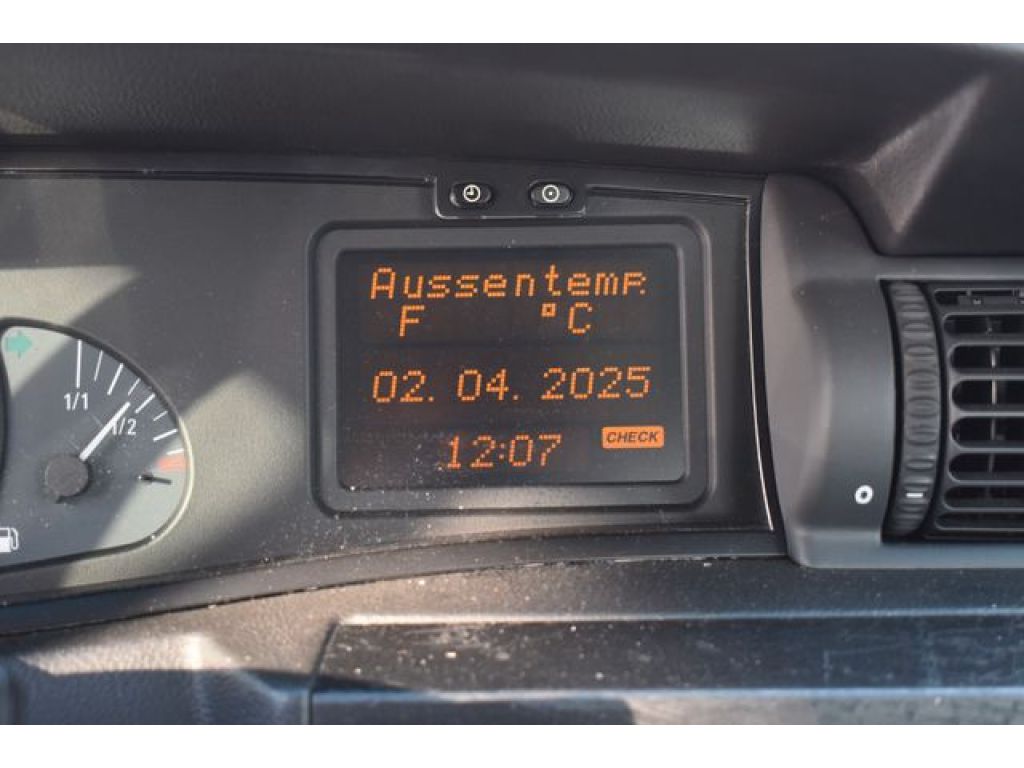 Aussentemp.
F °C
02. 04. 2025
12:07
CHECK
1/1
1/2